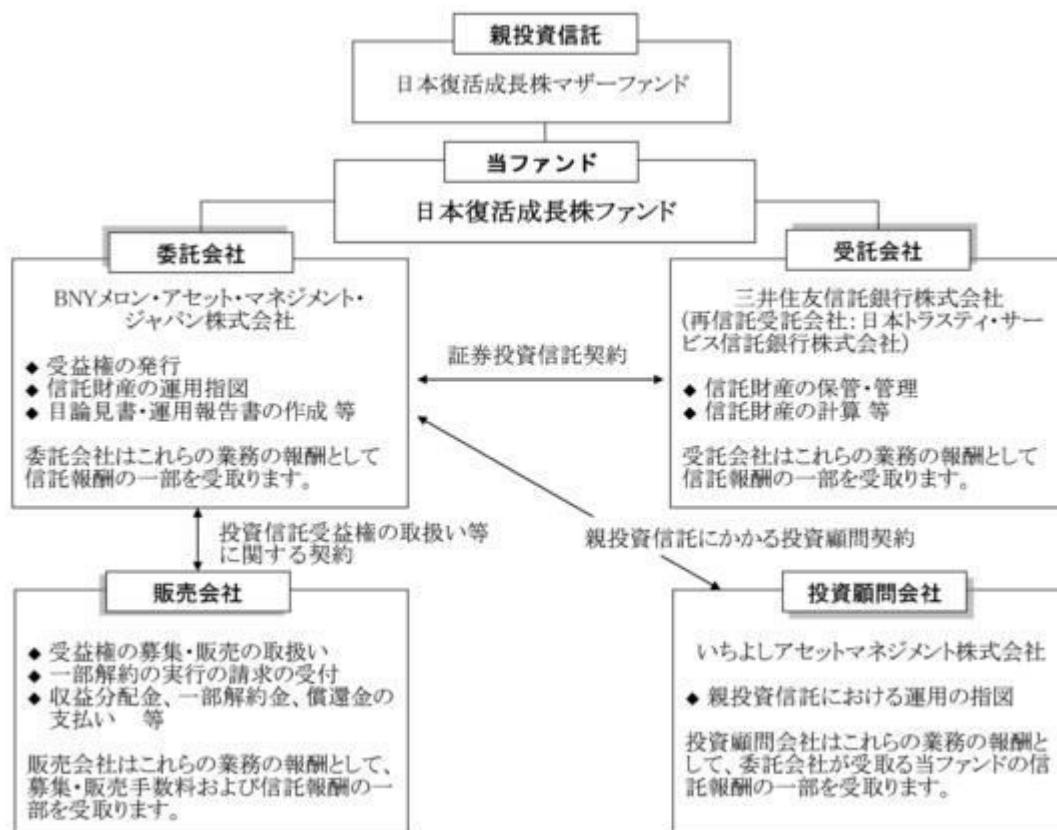 親投資信託
日本復活成長株マザーファンド
当ファンド
日本復活成長株ファンド
委託会社
BNYメロン・アセット・マネジメント・
ジャパン株式会社
◆ 受益権の発行
◆ 信託財産の運用指図
◆ 目論見書・運用報告書の作成 等
委託会社はこれらの業務の報酬として
信託報酬の一部を受取ります。
証券投資信託契約
受託会社
三井住友信託銀行株式会社
(再信託受託会社:日本トラスティ・サー
ビス信託銀行株式会社)
◆ 信託財産の保管・管理
◆ 信託財産の計算 等
受託会社はこれらの業務の報酬として
信託報酬の一部を受取ります。
投資信託受益権の取扱い等
に関する契約
親投資信託にかかる投資顧問契約
販売会社
◆ 受益権の募集・販売の取扱い
◆ 一部解約の実行の請求の受付
◆ 収益分配金、一部解約金、償還金の
支払い 等
販売会社はこれらの業務の報酬として、
募集・販売手数料および信託報酬の一
部を受取ります。
投資顧問会社
いちよしアセットマネジメント株式会社
◆ 親投資信託における運用の指図
投資顧問会社はこれらの業務の報酬と
して、委託会社が受取る当ファンドの信
託報酬の一部を受取ります。